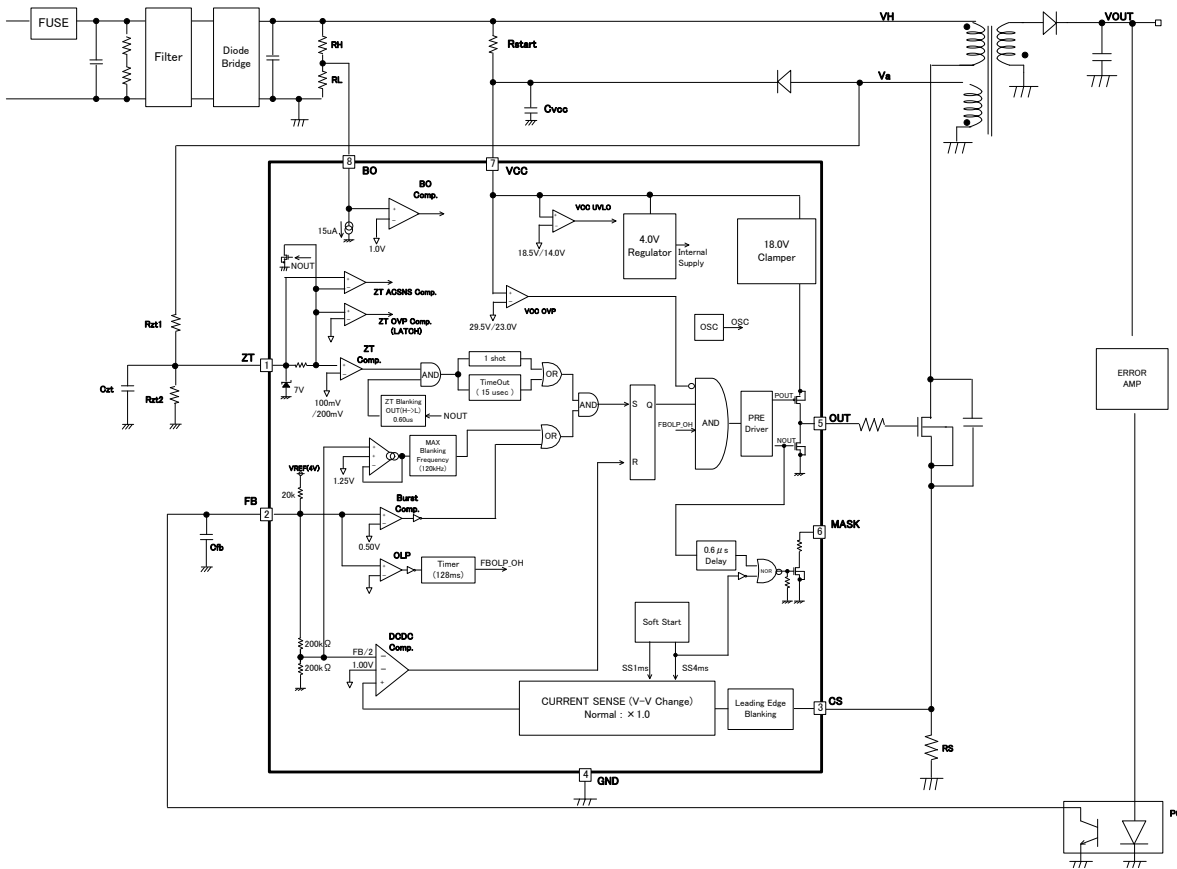 FUSE
Filter
Diode
Bridge
RH
RL
Rstart
Cvcc
VH
Va
VOUT
8
BO
7
VCC
BO
Comp.
15uA
1.0V
VCC UVLO
18.5V/14.0V
4.0V
Regulator
Internal
Supply
18.0V
Clamper
NOUT
ZT ACSNS Comp.
ZT OVP Comp.
(LATCH)
VCC OVP
29.5V/23.0V
OSC
OSC
Rzt1
Czt
Rzt2
ZT
1
7V
ZT
Comp.
100mV
/200mV
AND
1 shot
TimeOut
( 15 usec )
OR
AND
ZT Blanking
OUT(H->L)
0.60us
NOUT
OR
MAX
Blanking
Frequency
(120kHz)
1.25V
S
Q
R
FBOLP_OH
AND
PRE
Driver
POUT
NOUT
5
OUT
ERROR
AMP
VREF(4V)
20k
FB
2
Cfb
Burst
Comp.
0.50V
OLP
Timer
(128ms)
FBOLP_OH
6
MASK
0.6μs
Delay
NOR
Soft Start
SS1ms
SS4ms
200kΩ
200kΩ
FB/2
1.00V
DCDC
Comp.
CURRENT SENSE (V-V Change)
Normal : ×1.0
Leading Edge
Blanking
3
CS
RS
4
GND